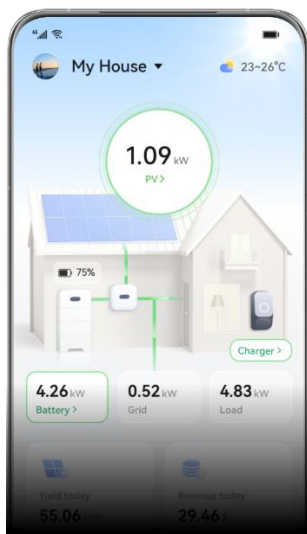 4G
My House
23~26°C
1.09 kW
PV >
75%
Charger >
4.26 kW
Battery >
0.52 kW
Grid
4.83 kW
Load
Yield today
55.06
Revenue today
29.46